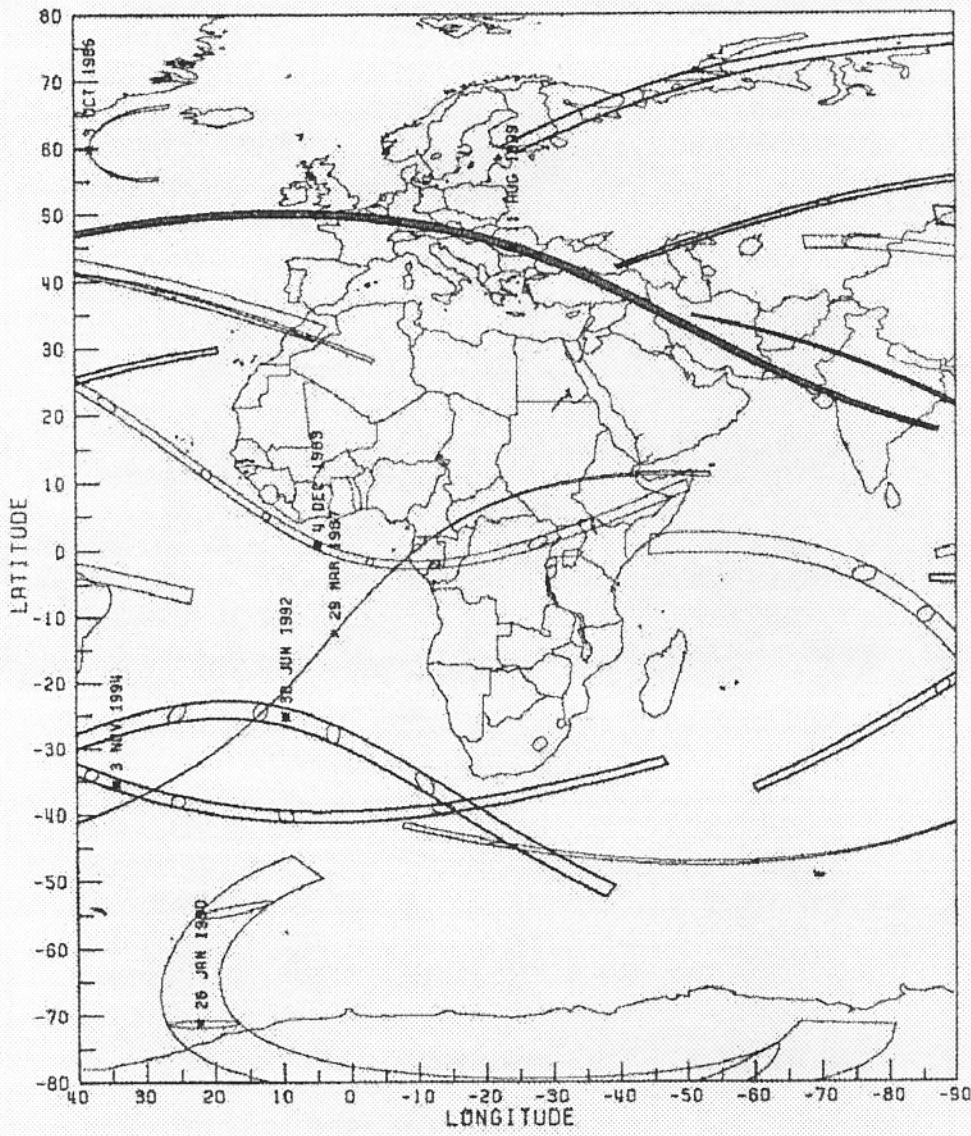 80
70
60
50
40
30
20
10
0
-10
-20
-30
-40
-50
-60
-70
-80
LATITUDE
3 OCT 1986
1 AUG 1999
4 DEC 1983
29 MAR 1987
30 JUN 1992
3 NOV 1994
26 JAN 1990
40 30 20 10 0 -10 -20 -30 -40 -50 -60 -70 -80 -90
LONGITUDE